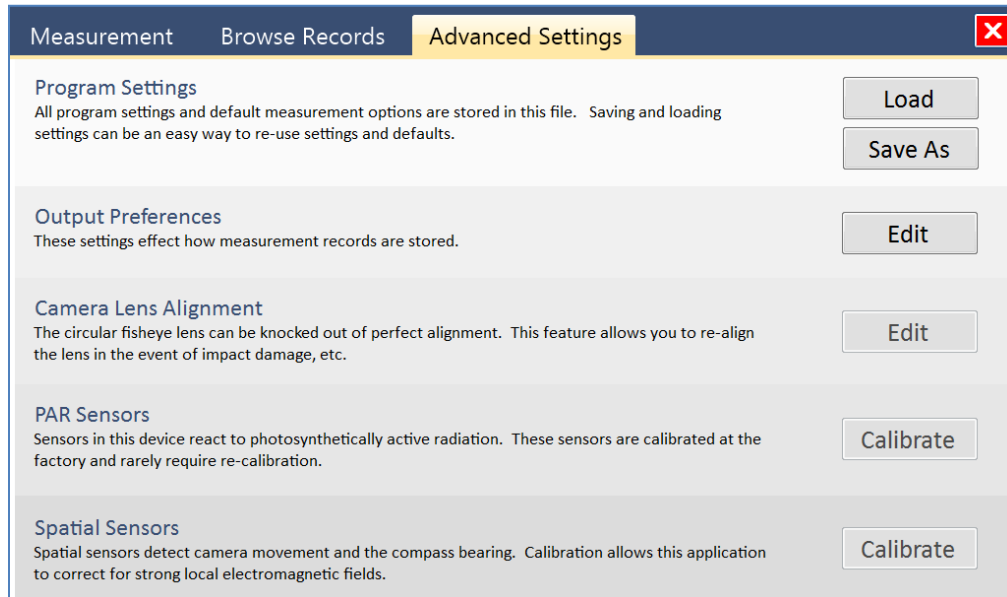 Measurement Browse Records Advanced Settings X
Program Settings
All program settings and default measurement options are stored in this file.   Saving and loading
settings can be an easy way to re-use settings and defaults.
Load
Save As
Output Preferences
These settings effect how measurement records are stored.
Edit
Camera Lens Alignment
The circular fisheye lens can be knocked out of perfect alignment.  This feature allows you to re-align
the lens in the event of impact damage, etc.
Edit
PAR Sensors
Sensors in this device react to photosynthetically active radiation.  These sensors are calibrated at the
factory and rarely require re-calibration.
Calibrate
Spatial Sensors
Spatial sensors detect camera movement and the compass bearing.  Calibration allows this application
to correct for strong local electromagnetic fields.
Calibrate